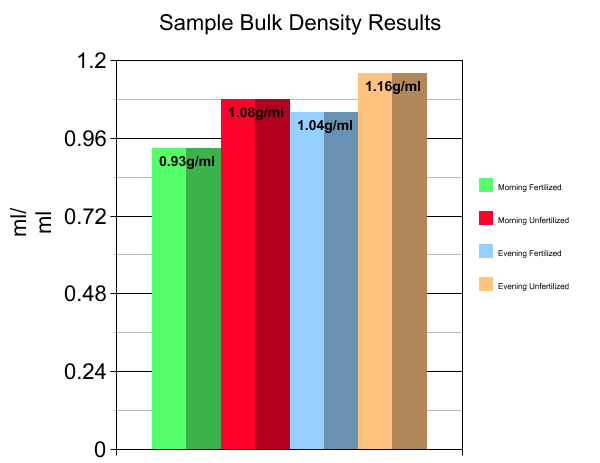 Sample Bulk Density Results
1.2
0.96
0.72
0.48
0.24
0
ml/
ml
0.93g/ml
1.08g/ml
1.04g/ml
1.16g/ml
Morning Fertilized
Morning Unfertilized
Evening Fertilized
Evening Unfertilized